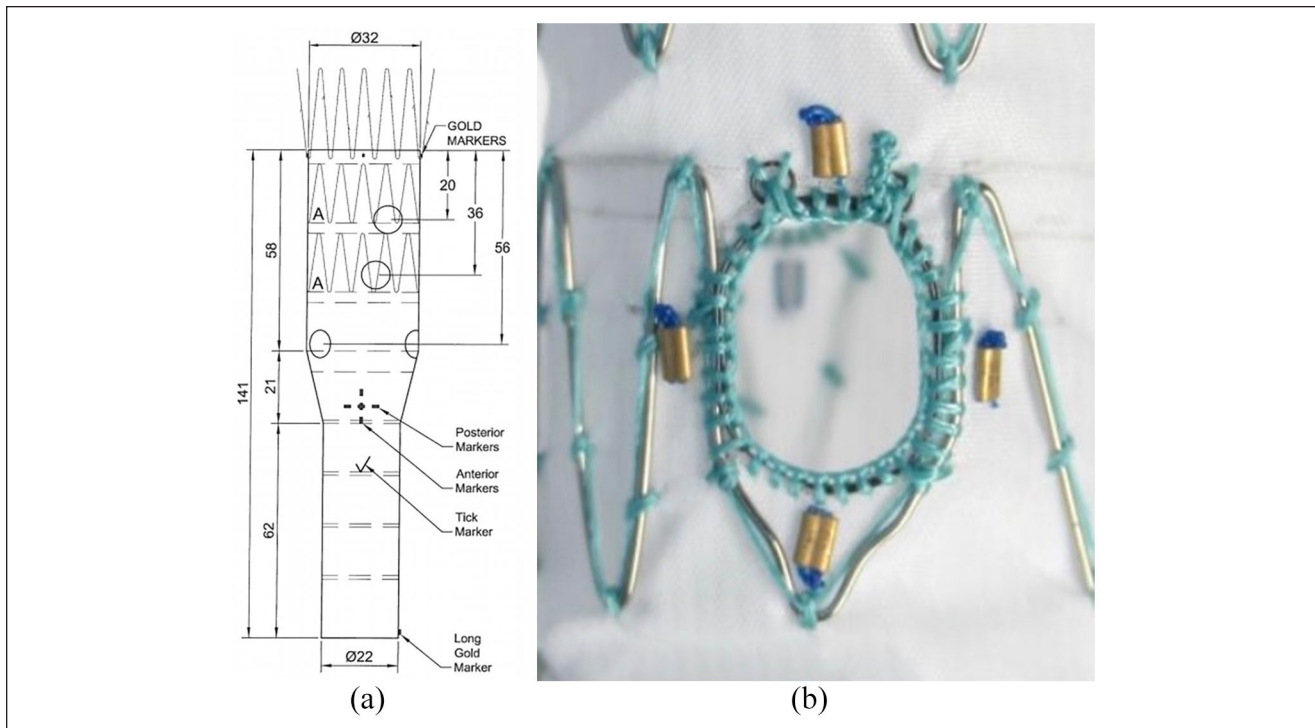 Ø32
GOLD
MARKERS
20
36
56
58
A
A
141
21
Posterior
Markers
Anterior
Markers
Tick
Marker
62
Long
Gold
Marker
Ø22
(a)
(b)